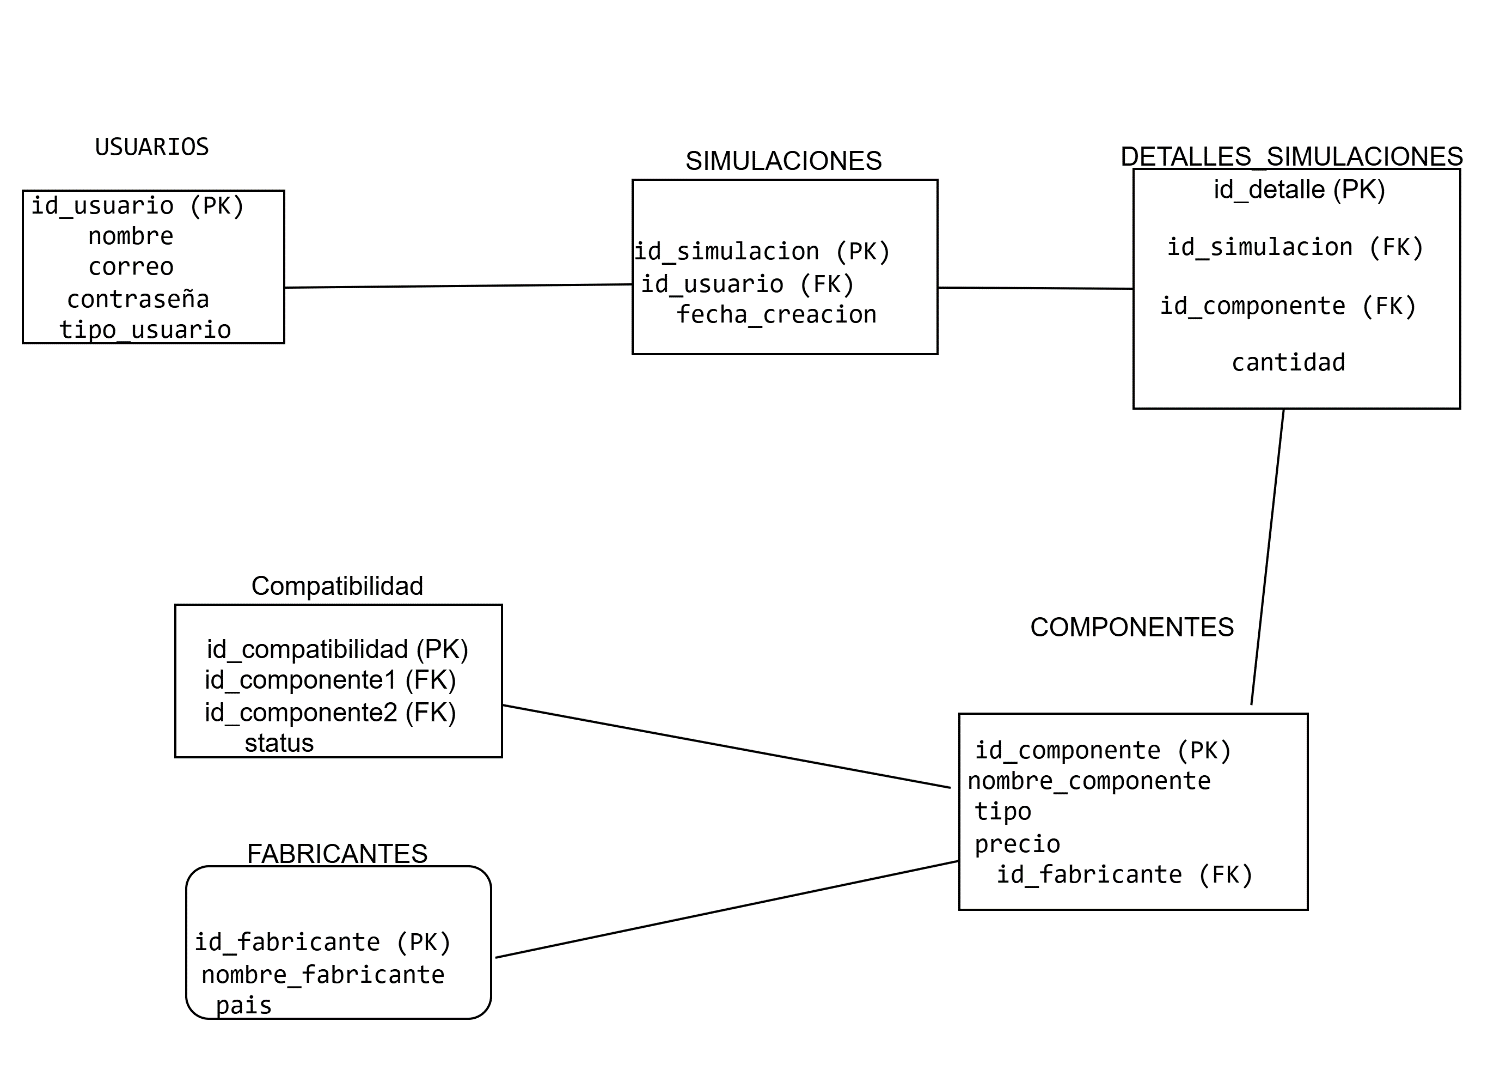 USUARIOS
id_usuario (PK)
nombre
correo
contraseña
tipo_usuario
SIMULACIONES
id_simulacion (PK)
id_usuario (FK)
fecha_creacion
DETALLES_SIMULACIONES
id_detalle (PK)
id_simulacion (FK)
id_componente (FK)
cantidad
Compatibilidad
id_compatibilidad (PK)
id_componente1 (FK)
id_componente2 (FK)
status
COMPONENTES
id_componente (PK)
nombre_componente
tipo
precio
id_fabricante (FK)
FABRICANTES
id_fabricante (PK)
nombre_fabricante
pais